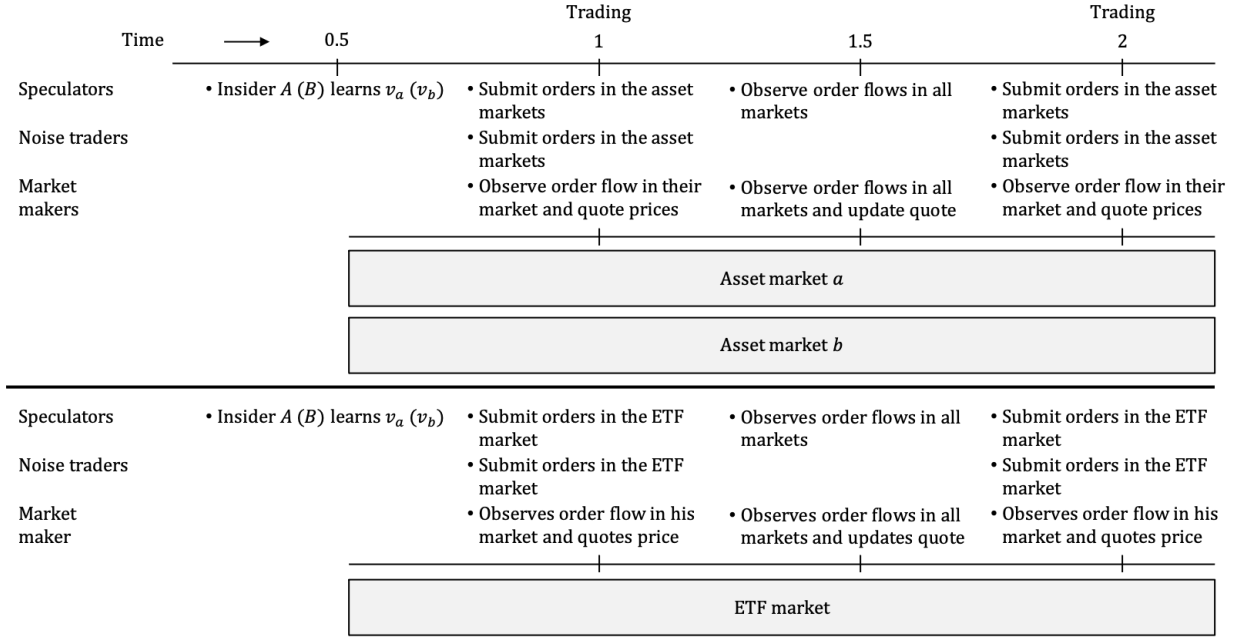 Trading Trading
Time 0.5 1 1.5 2
Speculators • Insider A (B) learns vₐ (v_b) • Submit orders in the asset • Observe order flows in all • Submit orders in the asset
markets markets markets
Noise traders • Submit orders in the asset • Submit orders in the asset
markets markets
Market • Observe order flow in their • Observe order flows in all • Observe order flow in their
makers market and quote prices markets and update quote market and quote prices
Asset market a
Asset market b
Speculators • Insider A (B) learns vₐ (v_b) • Submit orders in the ETF • Observes order flows in all • Submit orders in the ETF
market markets market
Noise traders • Submit orders in the ETF • Submit orders in the ETF
market market
Market • Observes order flow in his • Observes order flows in all • Observes order flow in his
maker market and quotes price markets and updates quote market and quotes price
ETF market